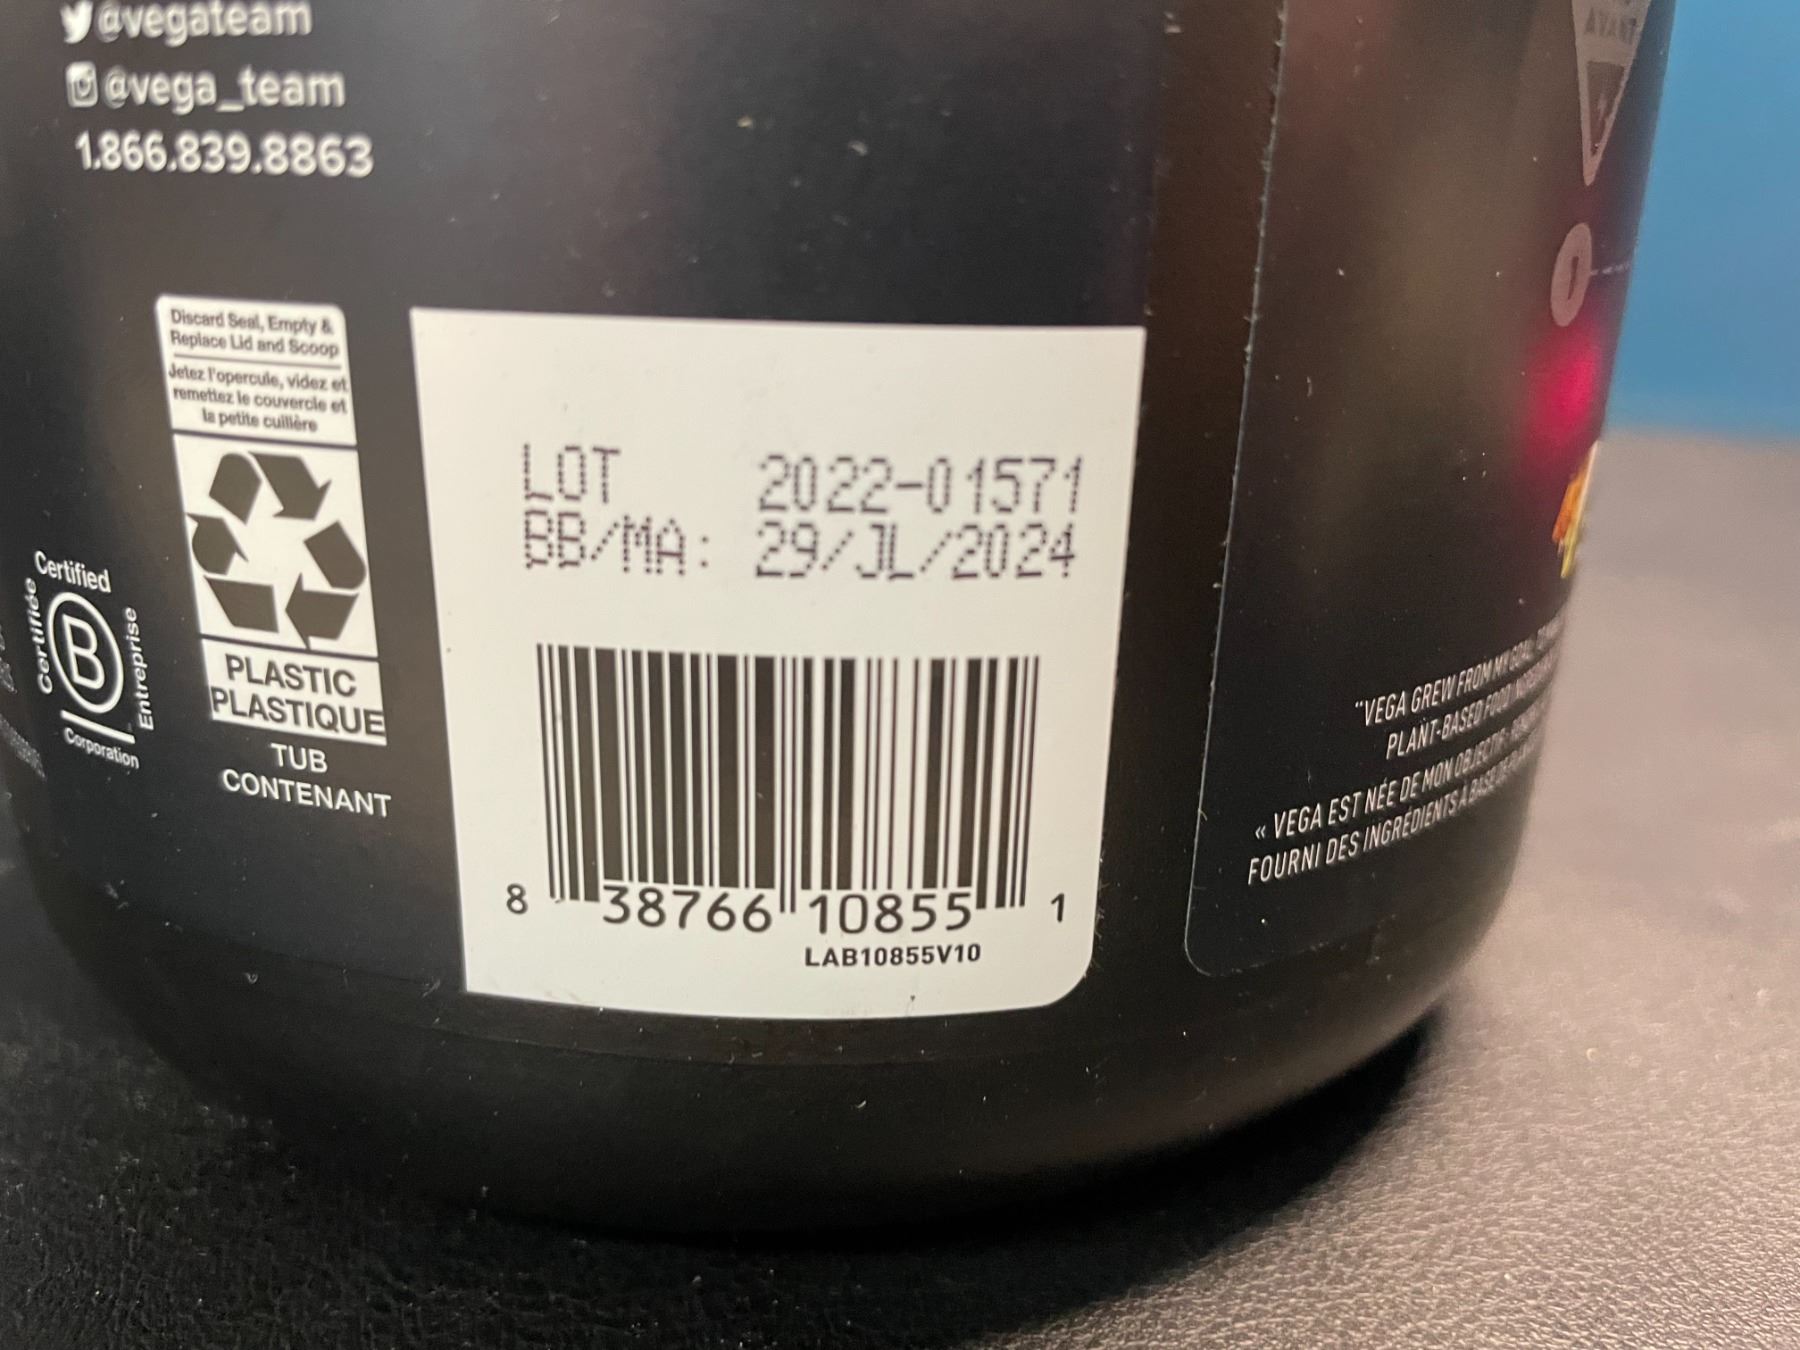 @vegateam
@vega_team
1.866.839.8863
Discard Seal, Empty &
Replace Lid and Scoop
Jetez l'opercule, videz et
remettez le couvercle et
la petite cuillère
PLASTIC
PLASTIQUE
TUB
CONTENANT
Certified
Certifiée
B
Entreprise
Corporation
LOT 2022-01571
BB/MA: 29/JL/2024
8 38766 10855 1
LAB10855V10
AVANT
"VEGA GREW FROM MY GOAL
PLANT-BASED FOOD
« VEGA EST NÉE DE MON OBJECTIF
FOURNI DES INGRÉDIENTS À BASE DE